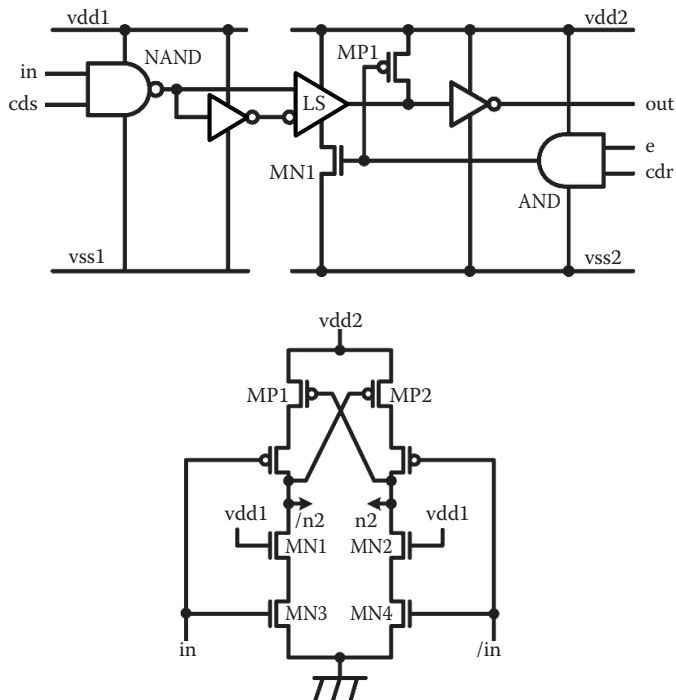 vdd1
vdd2
NAND
MP1
in
cds
LS
out
e
MN1
cdr
AND
vss1
vss2
vdd2
MP1
MP2
/n2
n2
vdd1
vdd1
MN1
MN2
MN3
MN4
in
/in